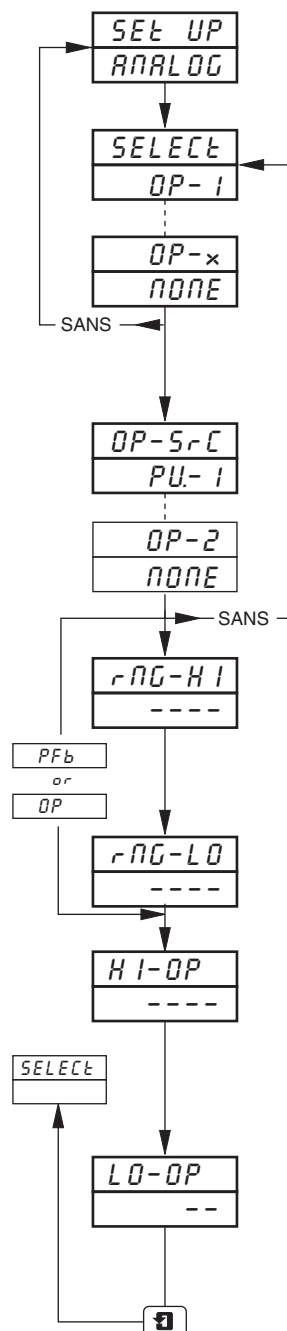 SEt UP
ANALOG
SELECt
OP-1
OP-x
NONE
SANS
OP-SrC
PU.-1
OP-2
NONE
SANS
rNG-HI
----
PFb
or
OP
rNG-LO
----
HI-OP
----
SELECt
LO-OP
--